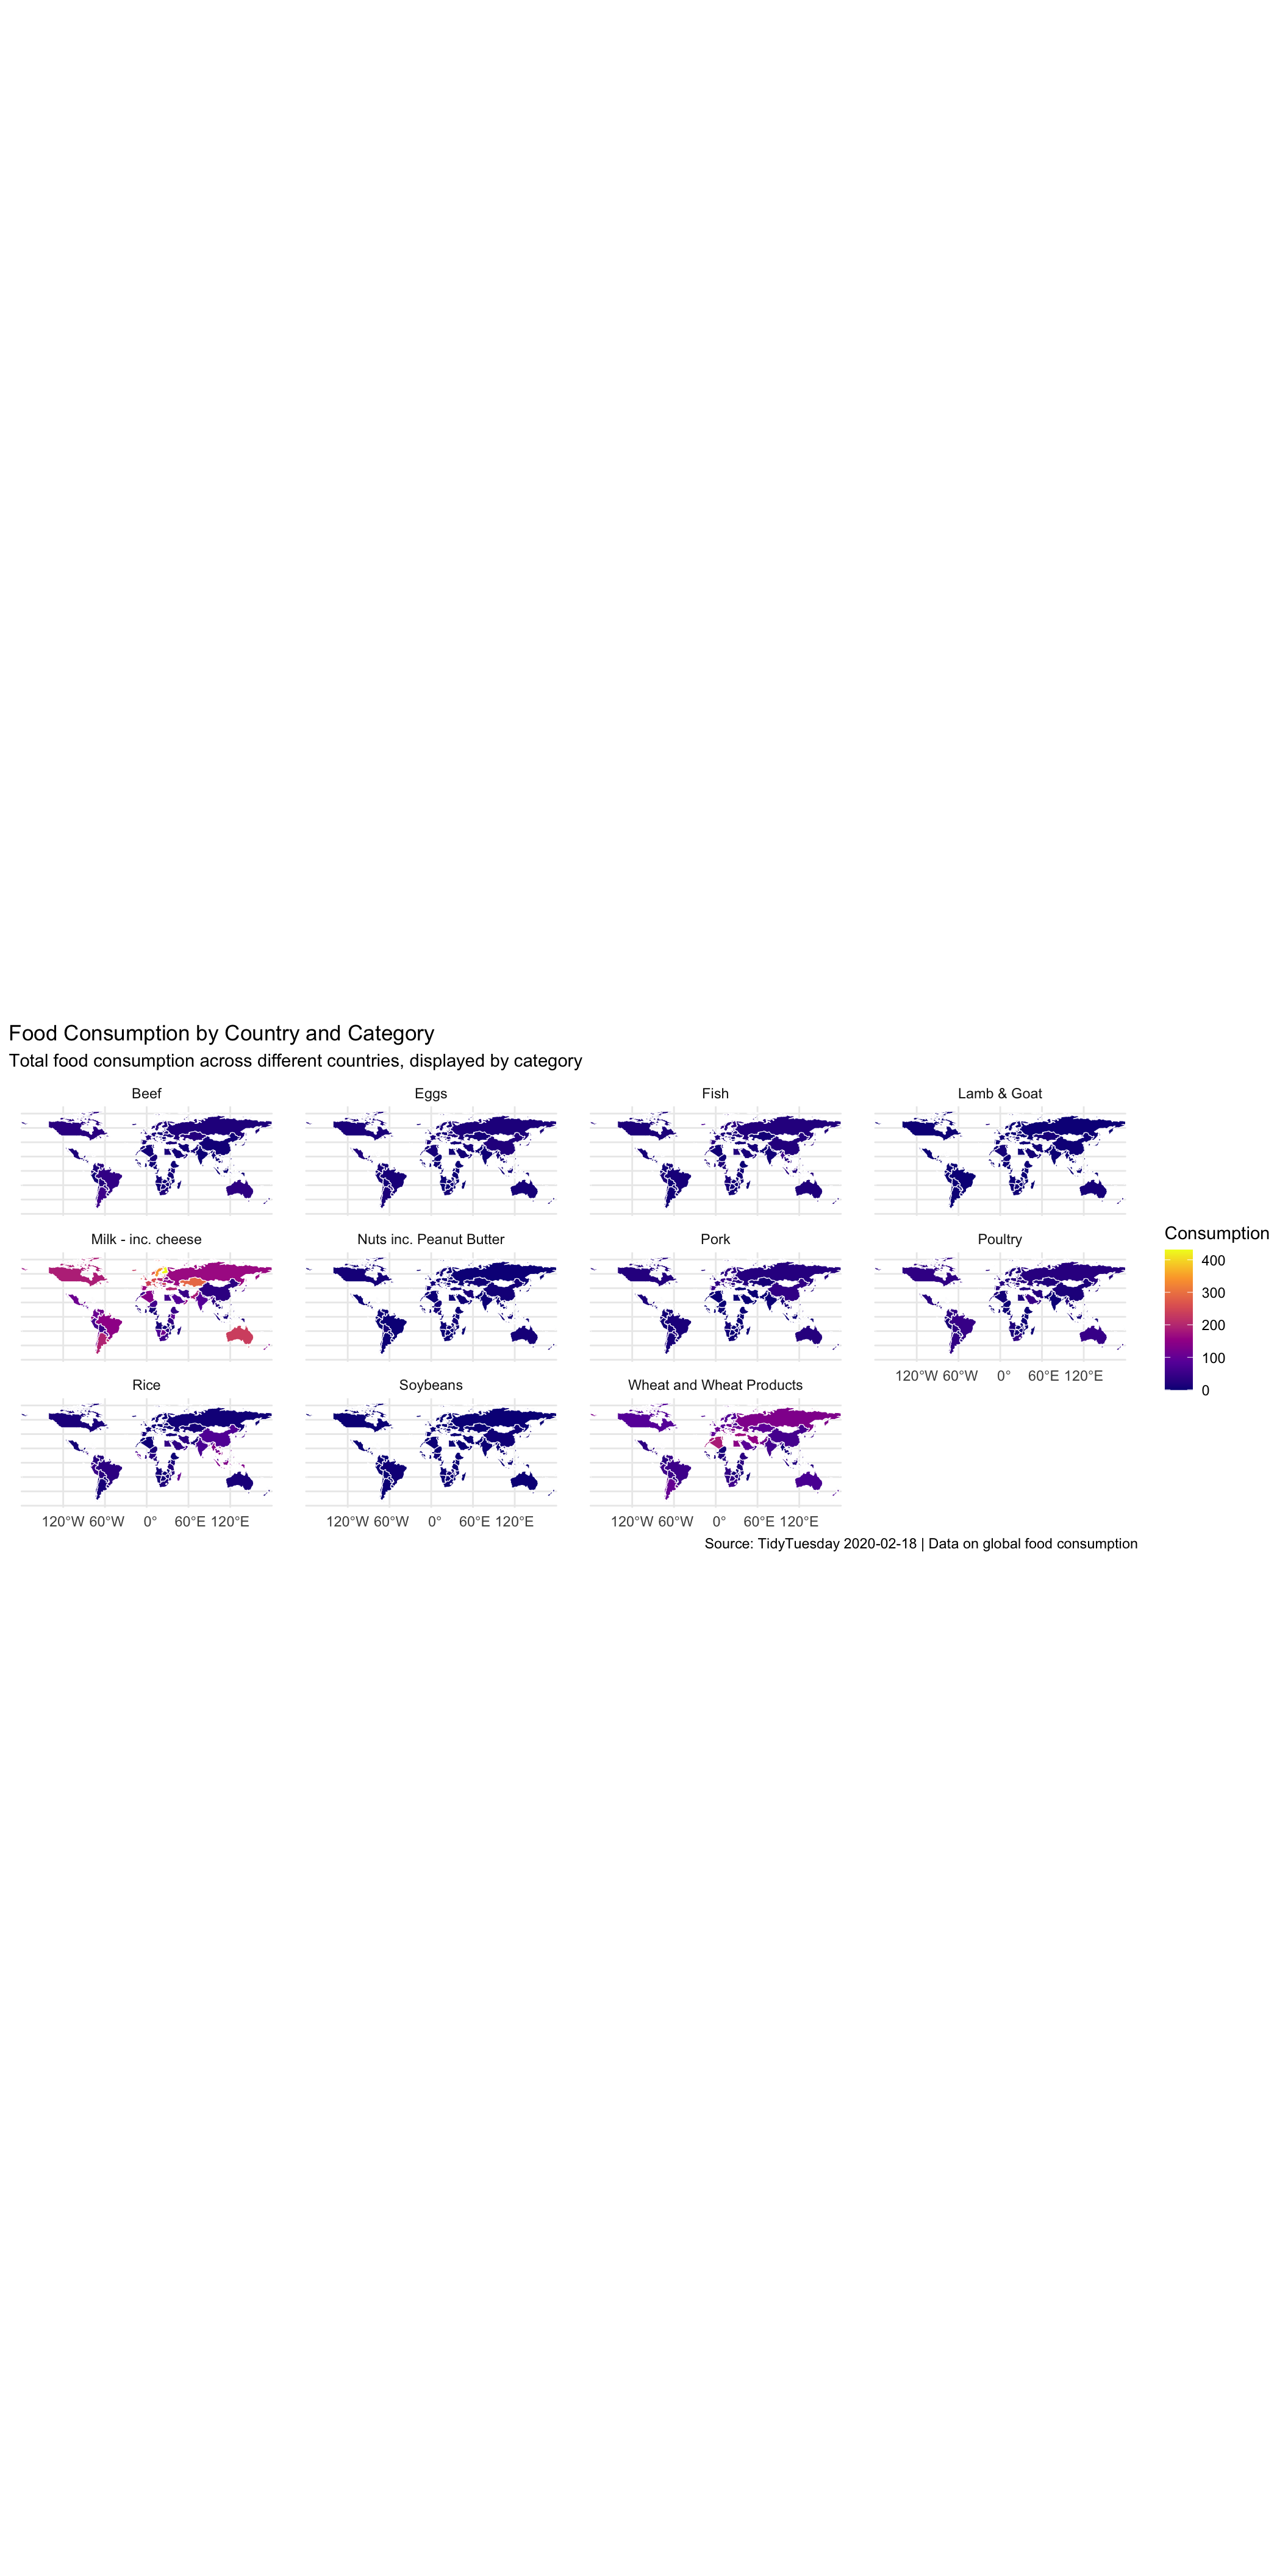 Food Consumption by Country and Category
Total food consumption across different countries, displayed by category
Beef
Eggs
Fish
Lamb & Goat
Milk - inc. cheese
Nuts inc. Peanut Butter
Pork
Poultry
120°W 60°W 0° 60°E 120°E
Rice
Soybeans
Wheat and Wheat Products
120°W 60°W 0° 60°E 120°E
120°W 60°W 0° 60°E 120°E
120°W 60°W 0° 60°E 120°E
Consumption
400
300
200
100
0
Source: TidyTuesday 2020-02-18 | Data on global food consumption